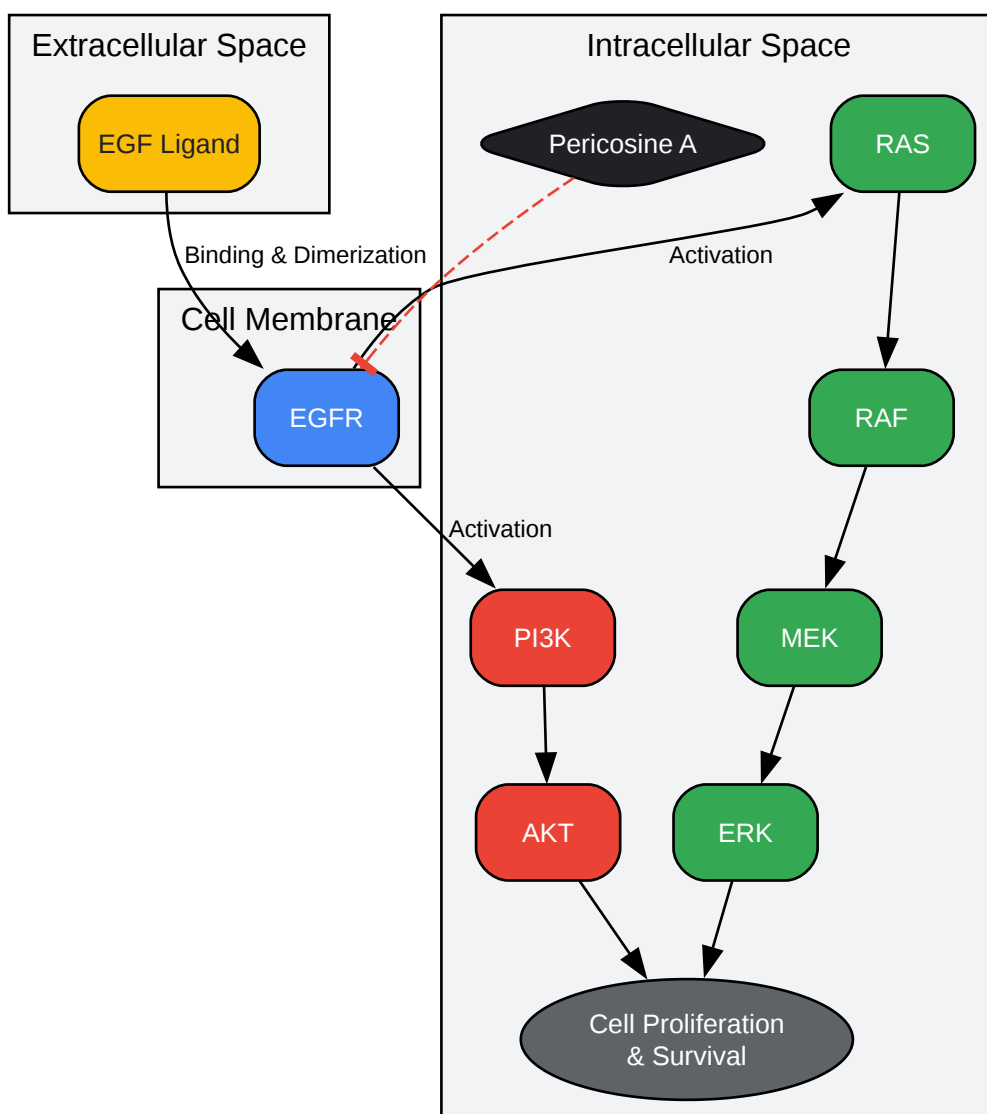 Extracellular Space
Intracellular Space
EGF Ligand
Pericosine A
RAS
Binding & Dimerization
Activation
Cell Membrane
EGFR
RAF
Activation
PI3K
MEK
AKT
ERK
Cell Proliferation
& Survival